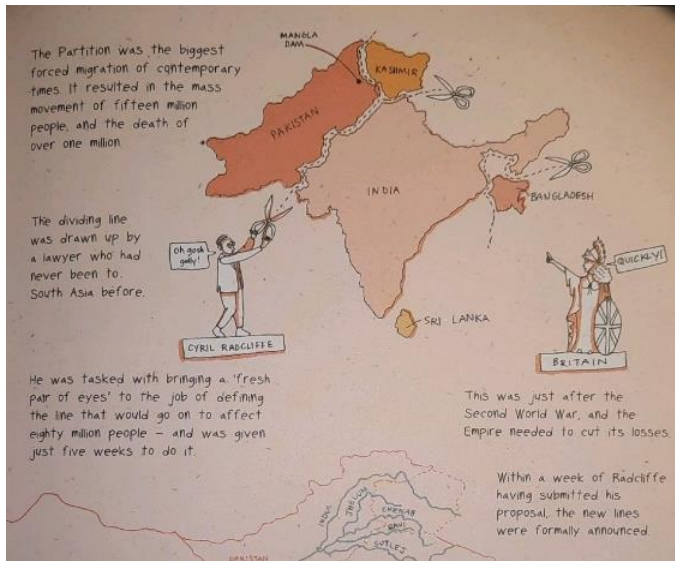 The Partition was the biggest
forced migration of contemporary
times. It resulted in the mass
movement of fifteen million
people, and the death of
over one million.
MANGLA
DAM
KASHMIR
PAKISTAN
INDIA
BANGLADESH
SRI LANKA
The dividing line
was drawn up by
a lawyer who had
never been to
South Asia before.
Oh gosh
golly!
CYRIL RADCLIFFE
QUICKLY!
BRITAIN
He was tasked with bringing a 'fresh
pair of eyes' to the job of defining
the line that would go on to affect
eighty million people – and was given
just five weeks to do it.
This was just after the
Second World War, and the
Empire needed to cut its losses.
Within a week of Radcliffe
having submitted his
proposal, the new lines
were formally announced.
INDUS
JHELUM
CHENAB
RAVI
SUTLEJ
PAKISTAN